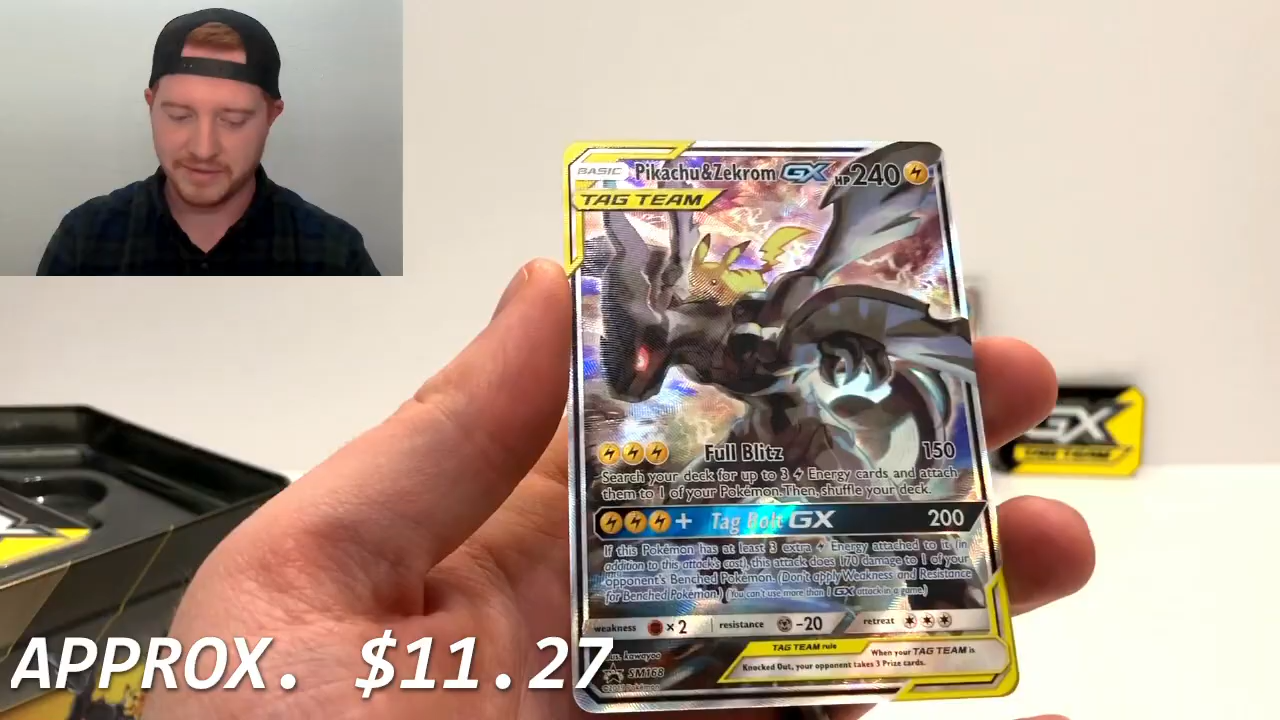 BASIC Pikachu&Zekrom GX HP 240
TAG TEAM
Full Blitz 150
Search your deck for up to 3 Energy cards and attach
them to 1 of your Pokémon. Then, shuffle your deck.
+ Tag Bolt GX 200
If this Pokémon has at least 3 extra Energy attached to it (in
addition to this attack's cost), this attack does 170 damage to 1 of your
opponent's Benched Pokémon. (Don't apply Weakness and Resistance
for Benched Pokémon.) (You can't use more than 1 GX attack in a game.)
weakness × 2 resistance -20 retreat
TAG TEAM rule When your TAG TEAM is
Knocked Out, your opponent takes 3 Prize cards.
illus. kawayoo
SM168
GX
TAG TEAM
APPROX. $11.27